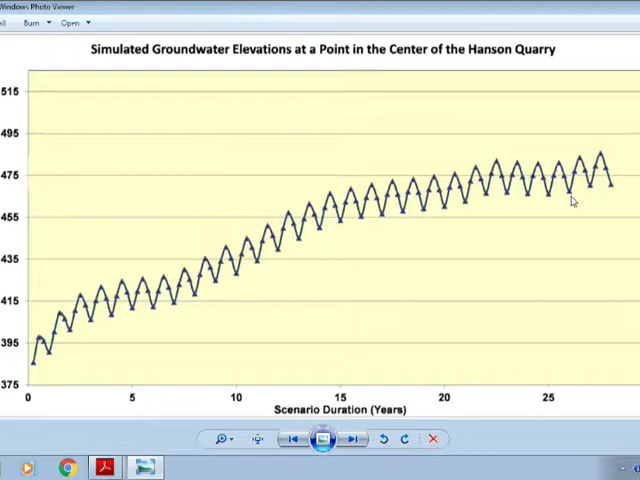 Windows Photo Viewer
Burn Open
Simulated Groundwater Elevations at a Point in the Center of the Hanson Quarry
515
495
475
455
435
415
395
375
0 5 10 15 20 25
Scenario Duration (Years)